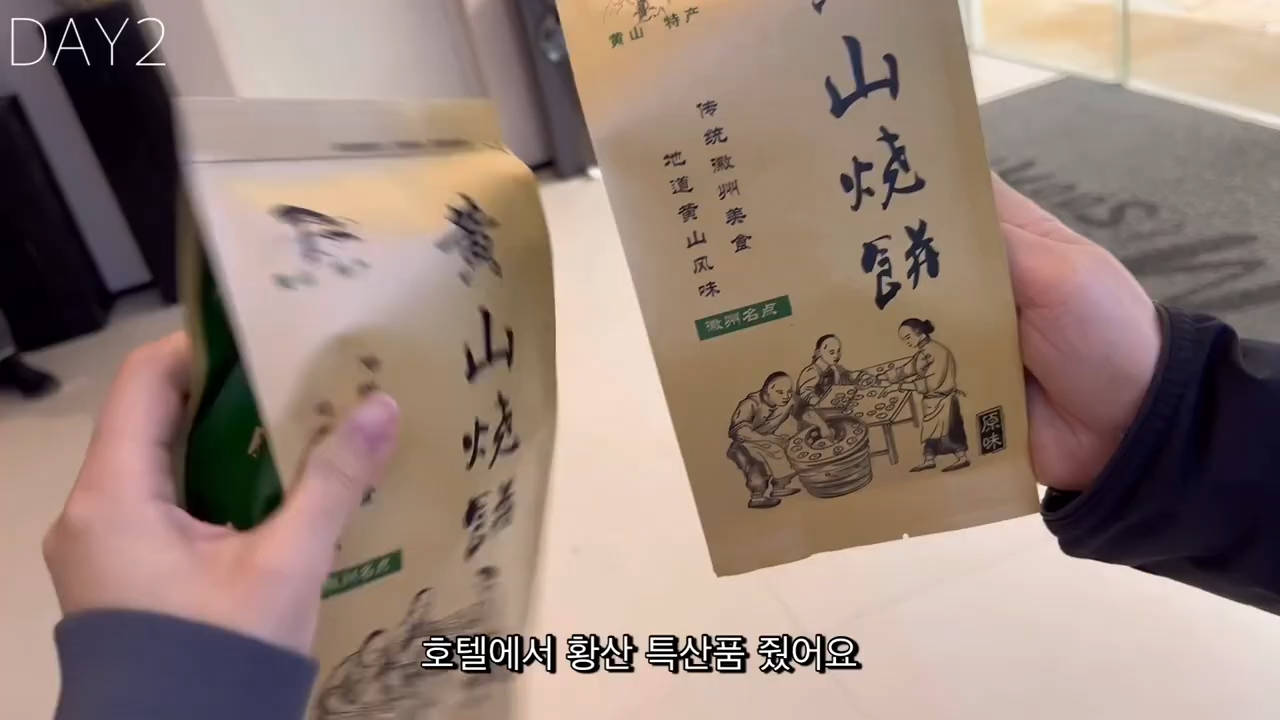 DAY2
黄山 特产
山烧饼
传统徽州美食
地道黄山风味
徽州名点
原味
黄山烧饼
호텔에서 황산 특산품 줬어요